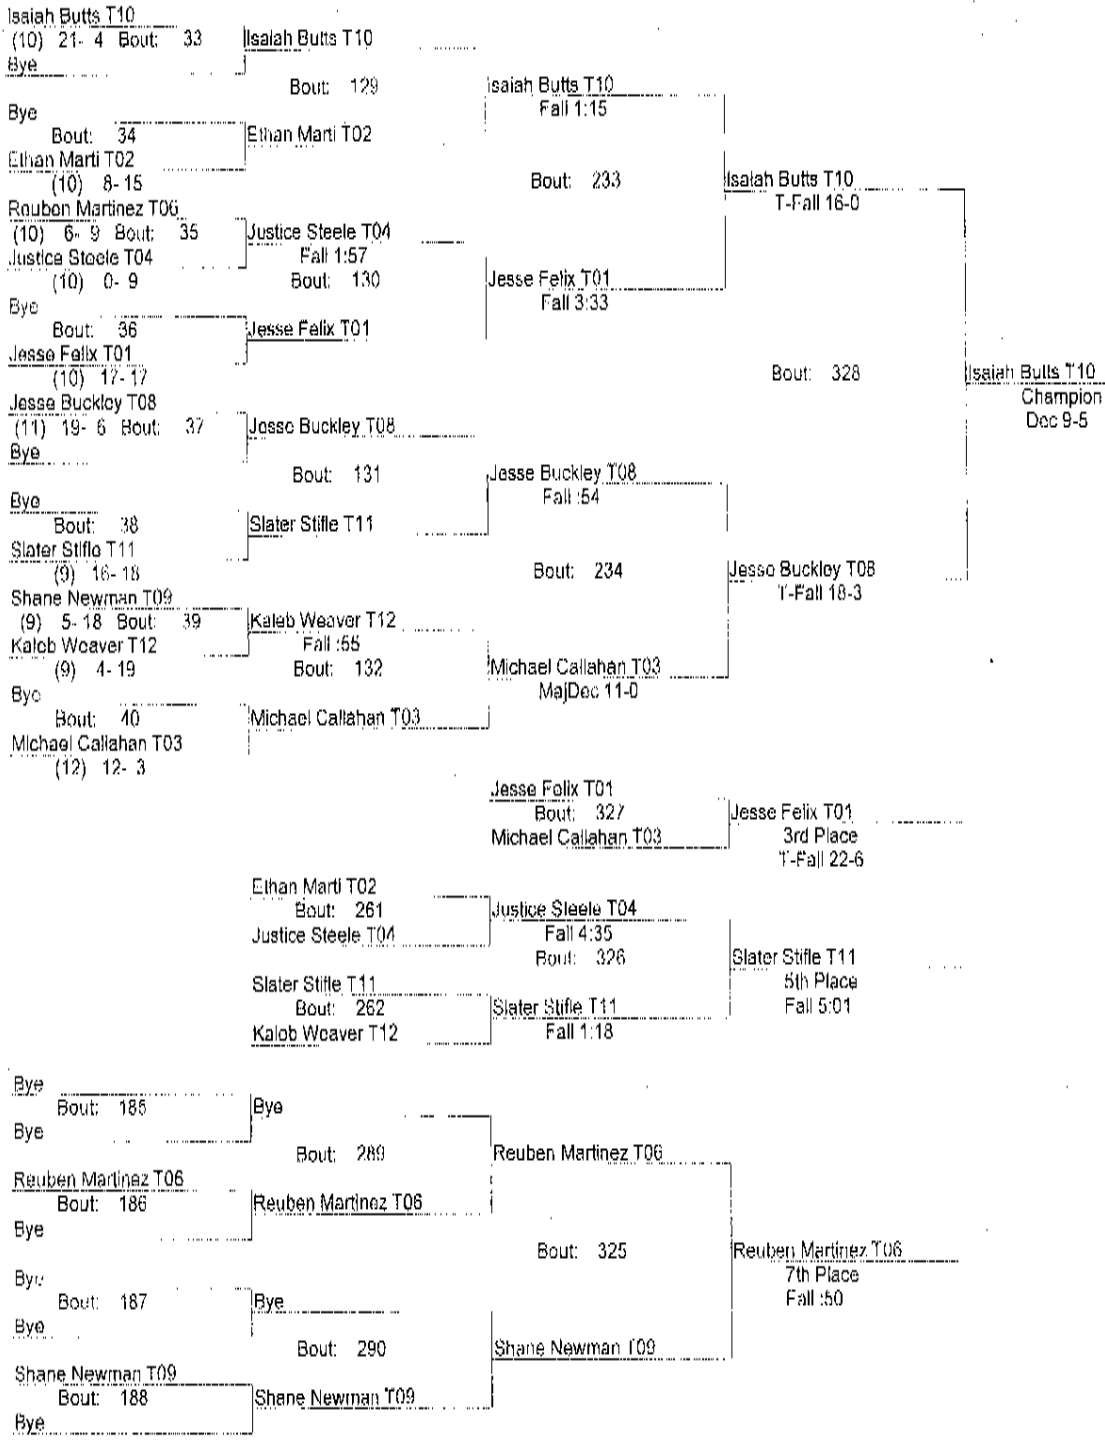 Isaiah Butts T10
(10) 21- 4 Bout: 33 Isaiah Butts T10
Bye
Bout: 129 Isaiah Butts T10
Fall 1:15
Bye
Bout: 34 Ethan Marti T02
Ethan Marti T02
(10) 8- 15 Bout: 233 Isaiah Butts T10
T-Fall 16-0
Reuben Martinez T06
(10) 6- 9 Bout: 35 Justice Steele T04
Justice Steele T04 Fall 1:57
(10) 0- 9 Bout: 130 Jesse Felix T01
Fall 3:33
Bye
Bout: 36 Jesse Felix T01
Jesse Felix T01
(10) 17- 17 Bout: 328 Isaiah Butts T10
Champion
Dec 9-5
Jesse Buckley T08
(11) 19- 6 Bout: 37 Jesse Buckley T08
Bye
Bout: 131 Jesse Buckley T08
Fall :54
Bye
Bout: 38 Slater Stifle T11
Slater Stifle T11
(9) 16- 18 Bout: 234 Jesse Buckley T08
T-Fall 18-3
Shane Newman T09
(9) 5- 18 Bout: 39 Kaleb Weaver T12
Kaleb Weaver T12 Fall :55
(9) 4- 19 Bout: 132 Michael Callahan T03
MajDec 11-0
Bye
Bout: 40 Michael Callahan T03
Michael Callahan T03
(12) 12- 3
Jesse Felix T01
Bout: 327 Jesse Felix T01
Michael Callahan T03 3rd Place
T-Fall 22-6
Ethan Marti T02
Bout: 261 Justice Steele T04
Justice Steele T04 Fall 4:35
Bout: 326 Slater Stifle T11
5th Place
Fall 5:01
Slater Stifle T11
Bout: 262 Slater Stifle T11
Kaleb Weaver T12 Fall 1:18
Bye
Bout: 185 Bye
Bye
Bout: 289 Reuben Martinez T06
Reuben Martinez T06
Bout: 186 Reuben Martinez T06
Bye
Bout: 325 Reuben Martinez T06
7th Place
Fall :50
Bye
Bout: 187 Bye
Bye
Bout: 290 Shane Newman T09
Shane Newman T09
Bout: 188 Shane Newman T09
Bye